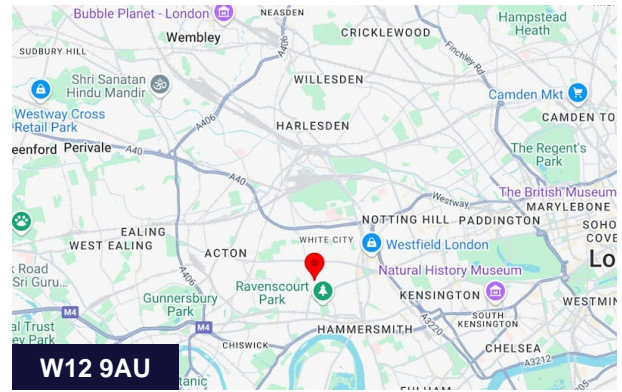 Bubble Planet - London
NEASDEN
Hampstead
Heath
Wembley
A406
CRICKLEWOOD
Finchley Rd
SUDBURY HILL
Shri Sanatan
Hindu Mandir
WILLESDEN
Camden Mkt
Westway Cross
Retail Park
A406
HARLESDEN
CAMDEN TO
eenford
Perivale
A40
The Regent's
Park
A40
The British Museum
Westway
MARYLEBONE
NOTTING HILL
PADDINGTON
SOHO
EALING
WHITE CITY
Westfield London
COVE
WEST EALING
ACTON
Lo
k Road
Sri Guru...
Natural History Museum
Gunnersbury
Park
Ravenscourt
Park
KENSINGTON
WESTMIN
M4
SOUTH
KENSINGTON
al Trust
ey Park
M4
HAMMERSMITH
A3220
CHISWICK
CHELSEA
A3212
W12 9AU
tanic
FULHAM